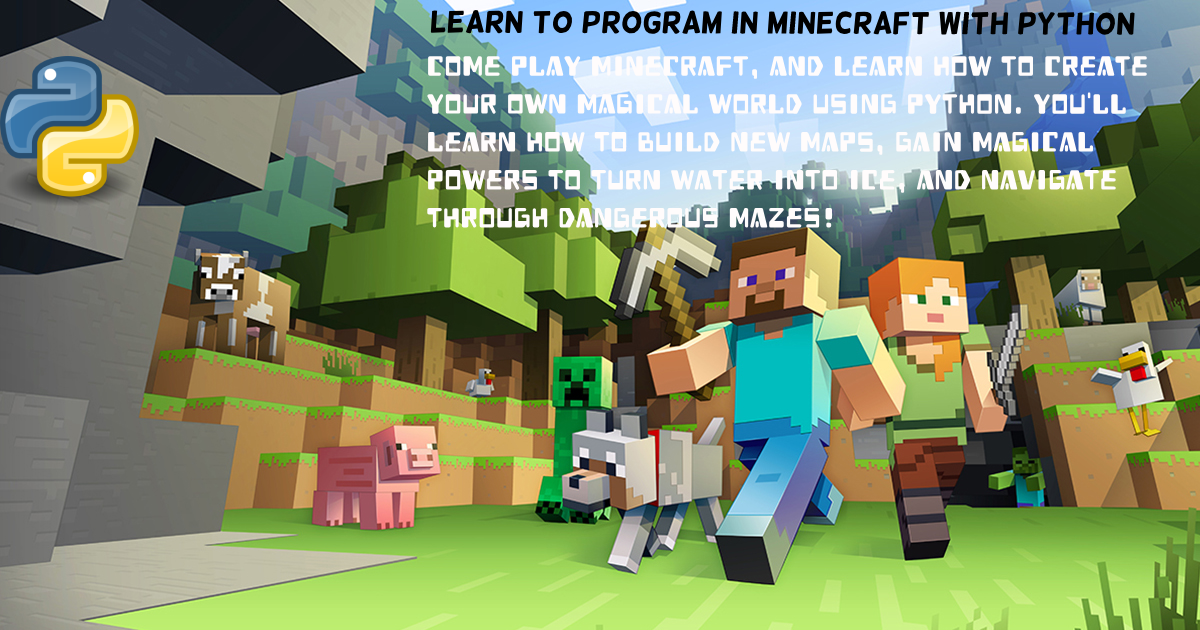 LEARN TO PROGRAM IN MINECRAFT WITH PYTHON
COME PLAY MINECRAFT, AND LEARN HOW TO CREATE
YOUR OWN MAGICAL WORLD USING PYTHON. YOU'LL
LEARN HOW TO BUILD NEW MAPS, GAIN MAGICAL
POWERS TO TURN WATER INTO ICE, AND NAVIGATE
THROUGH DANGEROUS MAZES!